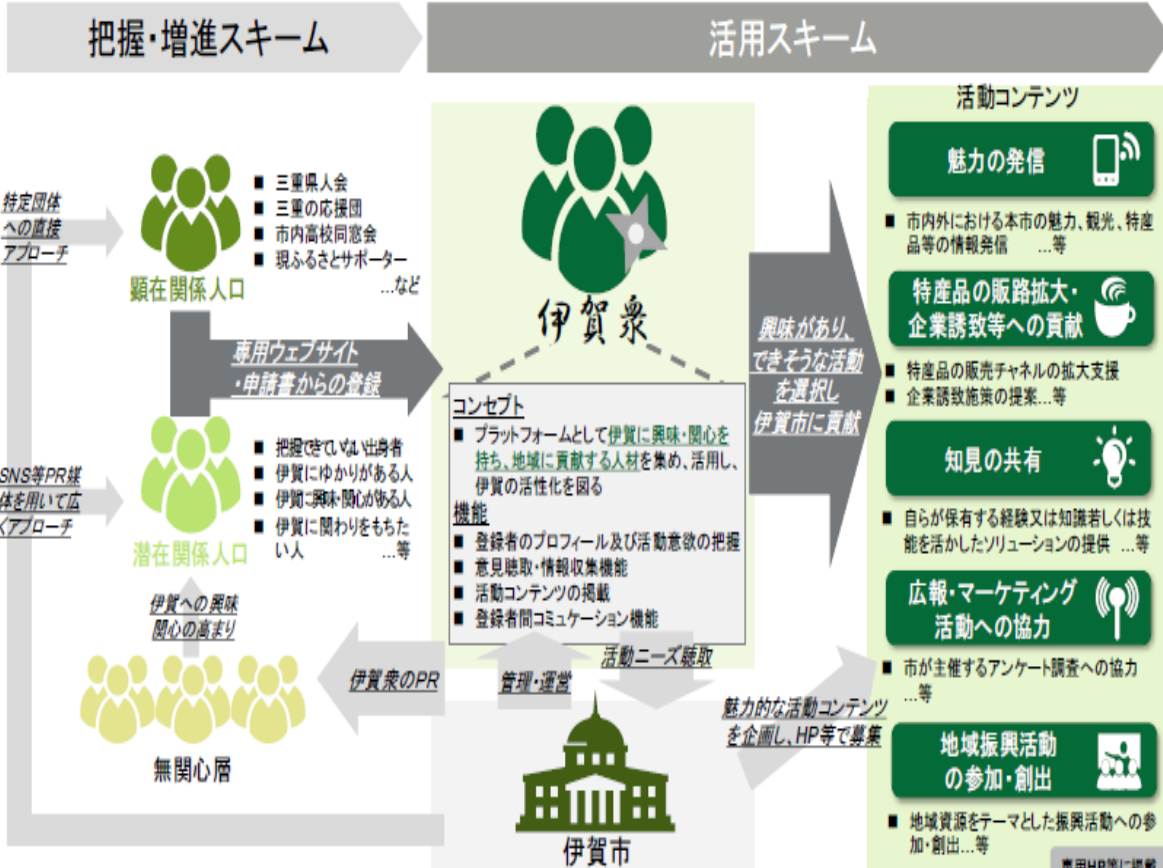 把握・増進スキーム
活用スキーム
特定団体
への直接
アプローチ
■ 三重県人会
■ 三重の応援団
■ 市内高校同窓会
■ 現ふるさとサポーター
…など
顕在関係人口
専用ウェブサイト
・申請書からの登録
SNS等PR媒
体を用いて広
くアプローチ
■ 把握できていない出身者
■ 伊賀にゆかりがある人
■ 伊賀に興味・関心がある人
■ 伊賀に関わりをもちた
い人 …等
潜在関係人口
伊賀への興味
関心の高まり
無関心層
伊賀衆のPR
伊賀衆
コンセプト
■ プラットフォームとして伊賀に興味・関心を
持ち、地域に貢献する人材を集め、活用し、
伊賀の活性化を図る
機能
■ 登録者のプロフィール及び活動意欲の把握
■ 意見聴取・情報収集機能
■ 活動コンテンツの掲載
■ 登録者間コミュケーション機能
管理・運営
活動ニーズ聴取
伊賀市
興味があり、
できそうな活動
を選択し
伊賀市に貢献
魅力的な活動コンテンツ
を企画し、HP等で募集
活動コンテンツ
魅力の発信
■ 市内外における本市の魅力、観光、特産
品等の情報発信 …等
特産品の販路拡大・
企業誘致等への貢献
■ 特産品の販売チャネルの拡大支援
■ 企業誘致施策の提案…等
知見の共有
■ 自らが保有する経験又は知識若しくは技
能を活かしたソリューションの提供 …等
広報・マーケティング
活動への協力
■ 市が主催するアンケート調査への協力
…等
地域振興活動
の参加・創出
■ 地域資源をテーマとした振興活動への参
加・創出…等
専用HP等に掲載